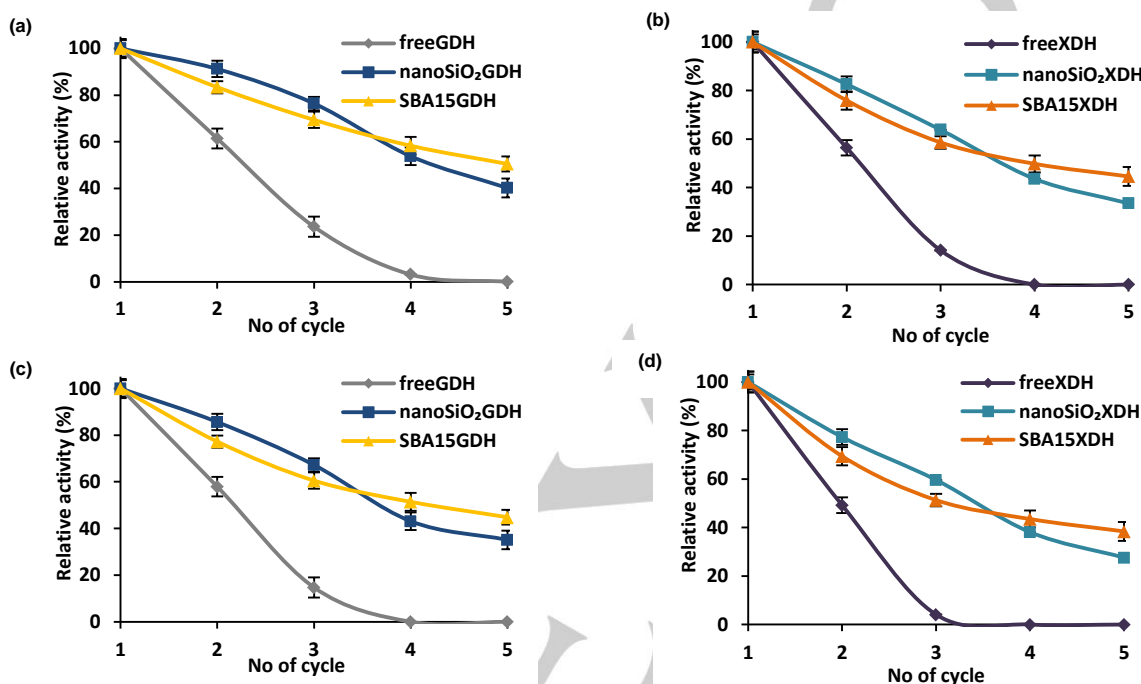 (a)
freeGDH
nanoSiO₂GDH
SBA15GDH
Relative activity (%)
100
80
60
40
20
0
1 2 3 4 5
No of cycle
(b)
freeXDH
nanoSiO₂XDH
SBA15XDH
Relative activity (%)
100
80
60
40
20
0
1 2 3 4 5
No of cycle
(c)
freeGDH
nanoSiO₂GDH
SBA15GDH
Relative activity (%)
100
80
60
40
20
0
1 2 3 4 5
No of cycle
(d)
freeXDH
nanoSiO₂XDH
SBA15XDH
Relative activity (%)
100
80
60
40
20
0
1 2 3 4 5
No of cycle